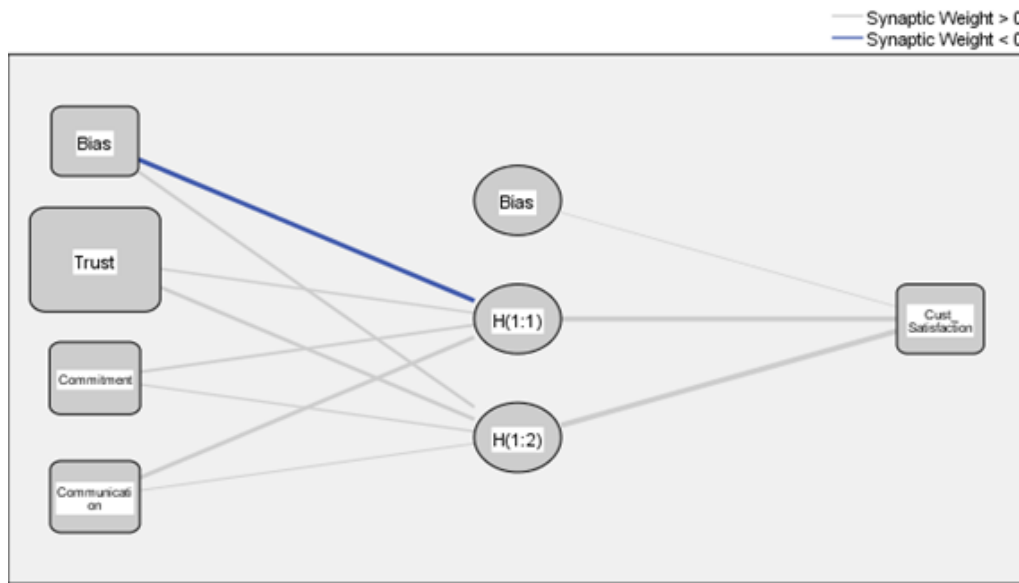 Synaptic Weight > 0
Synaptic Weight < 0
Bias
Bias
Trust
H(1:1)
Cust_
Satisfaction
Commitment
H(1:2)
Communicati
on